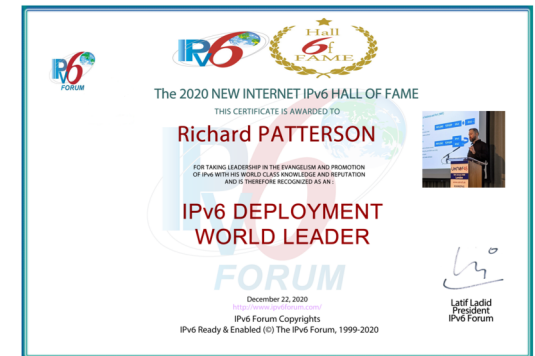 IPv6
FORUM
IPv6
Hall
of
FAME
The 2020 NEW INTERNET IPv6 HALL OF FAME
THIS CERTIFICATE IS AWARDED TO
Richard PATTERSON
FOR TAKING LEADERSHIP IN THE EVANGELISM AND PROMOTION
OF IPv6 WITH HIS WORLD CLASS KNOWLEDGE AND REPUTATION
AND IS THEREFORE RECOGNIZED AS AN :
IPv6 DEPLOYMENT
WORLD LEADER
FORUM
December 22, 2020
http://www.ipv6forum.com/
IPv6 Forum Copyrights
IPv6 Ready & Enabled (©) The IPv6 Forum, 1999-2020
Latif Ladid
President
IPv6 Forum